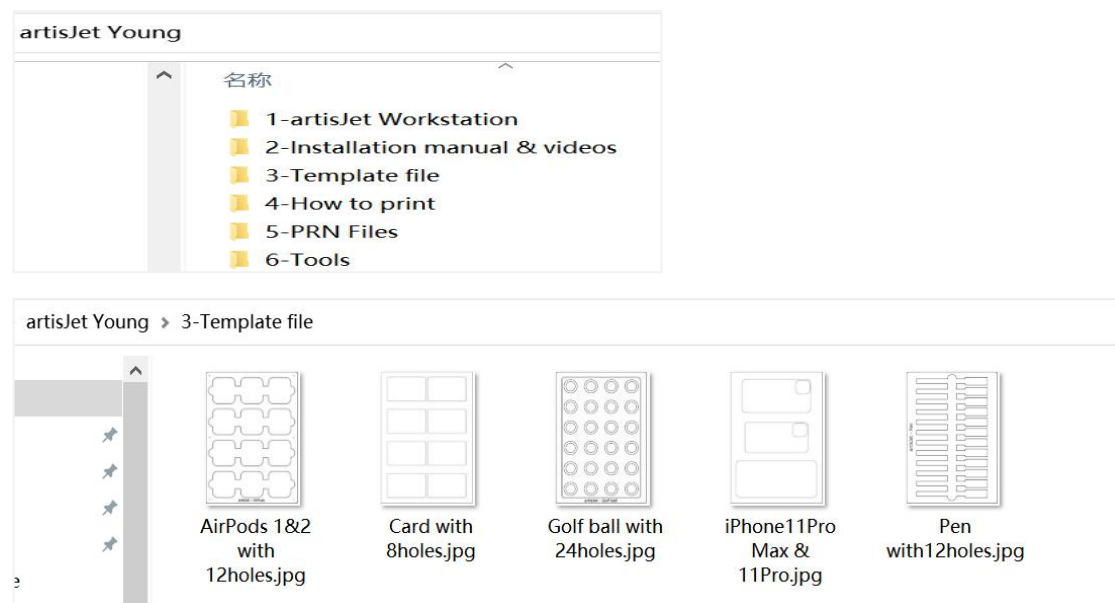 artisJet Young
名称
1-artisJet Workstation
2-Installation manual & videos
3-Template file
4-How to print
5-PRN Files
6-Tools
artisJet Young > 3-Template file
AirPods 1&2
with
12holes.jpg
Card with
8holes.jpg
Golf ball with
24holes.jpg
iPhone11Pro
Max &
11Pro.jpg
Pen
with12holes.jpg
e